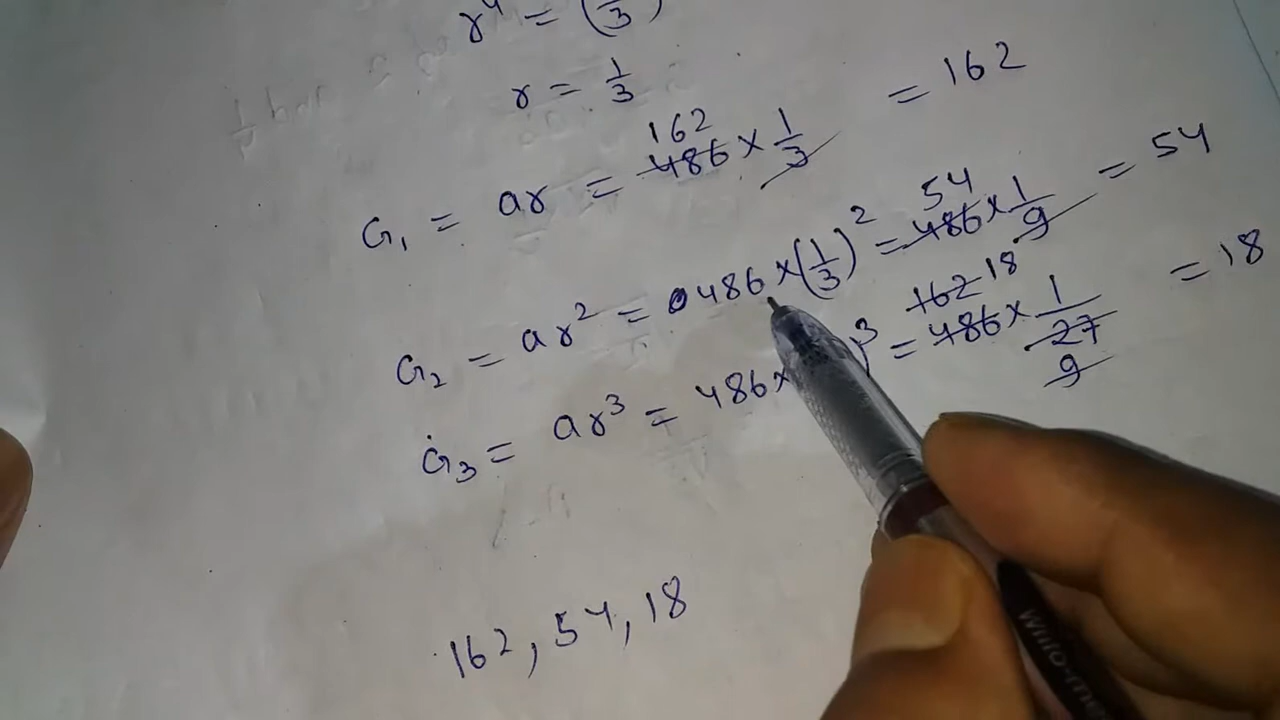 r⁴ = (1/3)
r = 1/3
G₁ = ar = 486 × 1/3 = 162
162
G₂ = ar² = 486 × (1/3)² = 486 × 1/9 = 54
54
G₃ = ar³ = 486 × ³ = 486 × 1/27 = 18
162 18
9
162, 54, 18